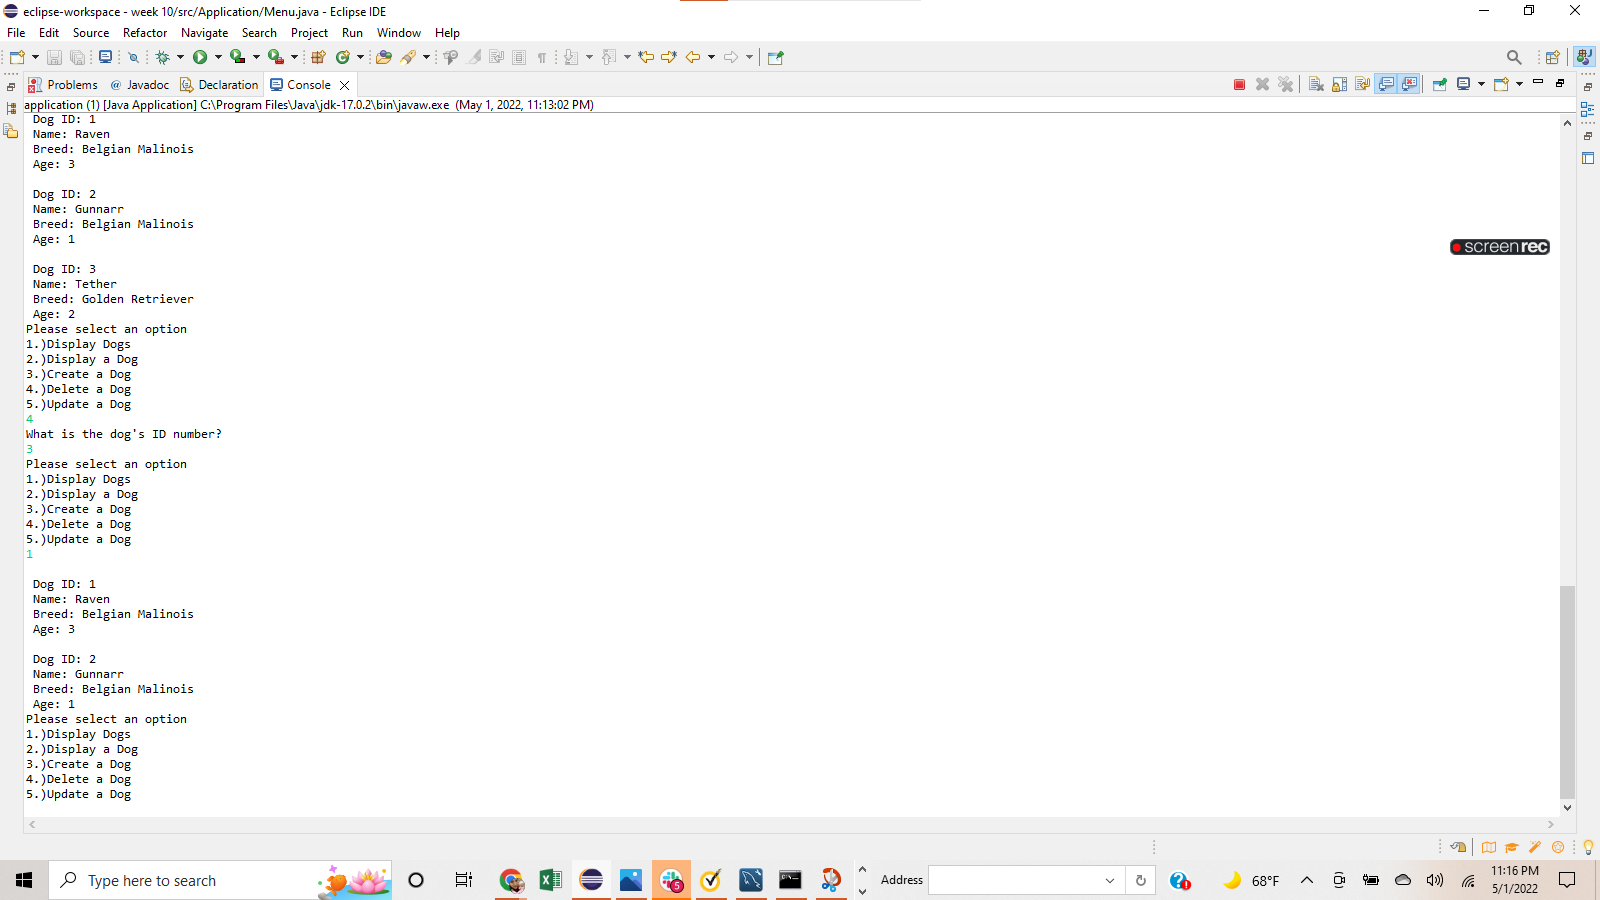 eclipse-workspace - week 10/src/Application/Menu.java - Eclipse IDE
File Edit Source Refactor Navigate Search Project Run Window Help
Problems @ Javadoc Declaration Console
application (1) [Java Application] C:\Program Files\Java\jdk-17.0.2\bin\javaw.exe (May 1, 2022, 11:13:02 PM)
Dog ID: 1
Name: Raven
Breed: Belgian Malinois
Age: 3
Dog ID: 2
Name: Gunnarr
Breed: Belgian Malinois
Age: 1
screenrec
Dog ID: 3
Name: Tether
Breed: Golden Retriever
Age: 2
Please select an option
1.)Display Dogs
2.)Display a Dog
3.)Create a Dog
4.)Delete a Dog
5.)Update a Dog
4
What is the dog's ID number?
3
Please select an option
1.)Display Dogs
2.)Display a Dog
3.)Create a Dog
4.)Delete a Dog
5.)Update a Dog
1
Dog ID: 1
Name: Raven
Breed: Belgian Malinois
Age: 3
Dog ID: 2
Name: Gunnarr
Breed: Belgian Malinois
Age: 1
Please select an option
1.)Display Dogs
2.)Display a Dog
3.)Create a Dog
4.)Delete a Dog
5.)Update a Dog
Type here to search
5
Address
68°F
11:16 PM
5/1/2022